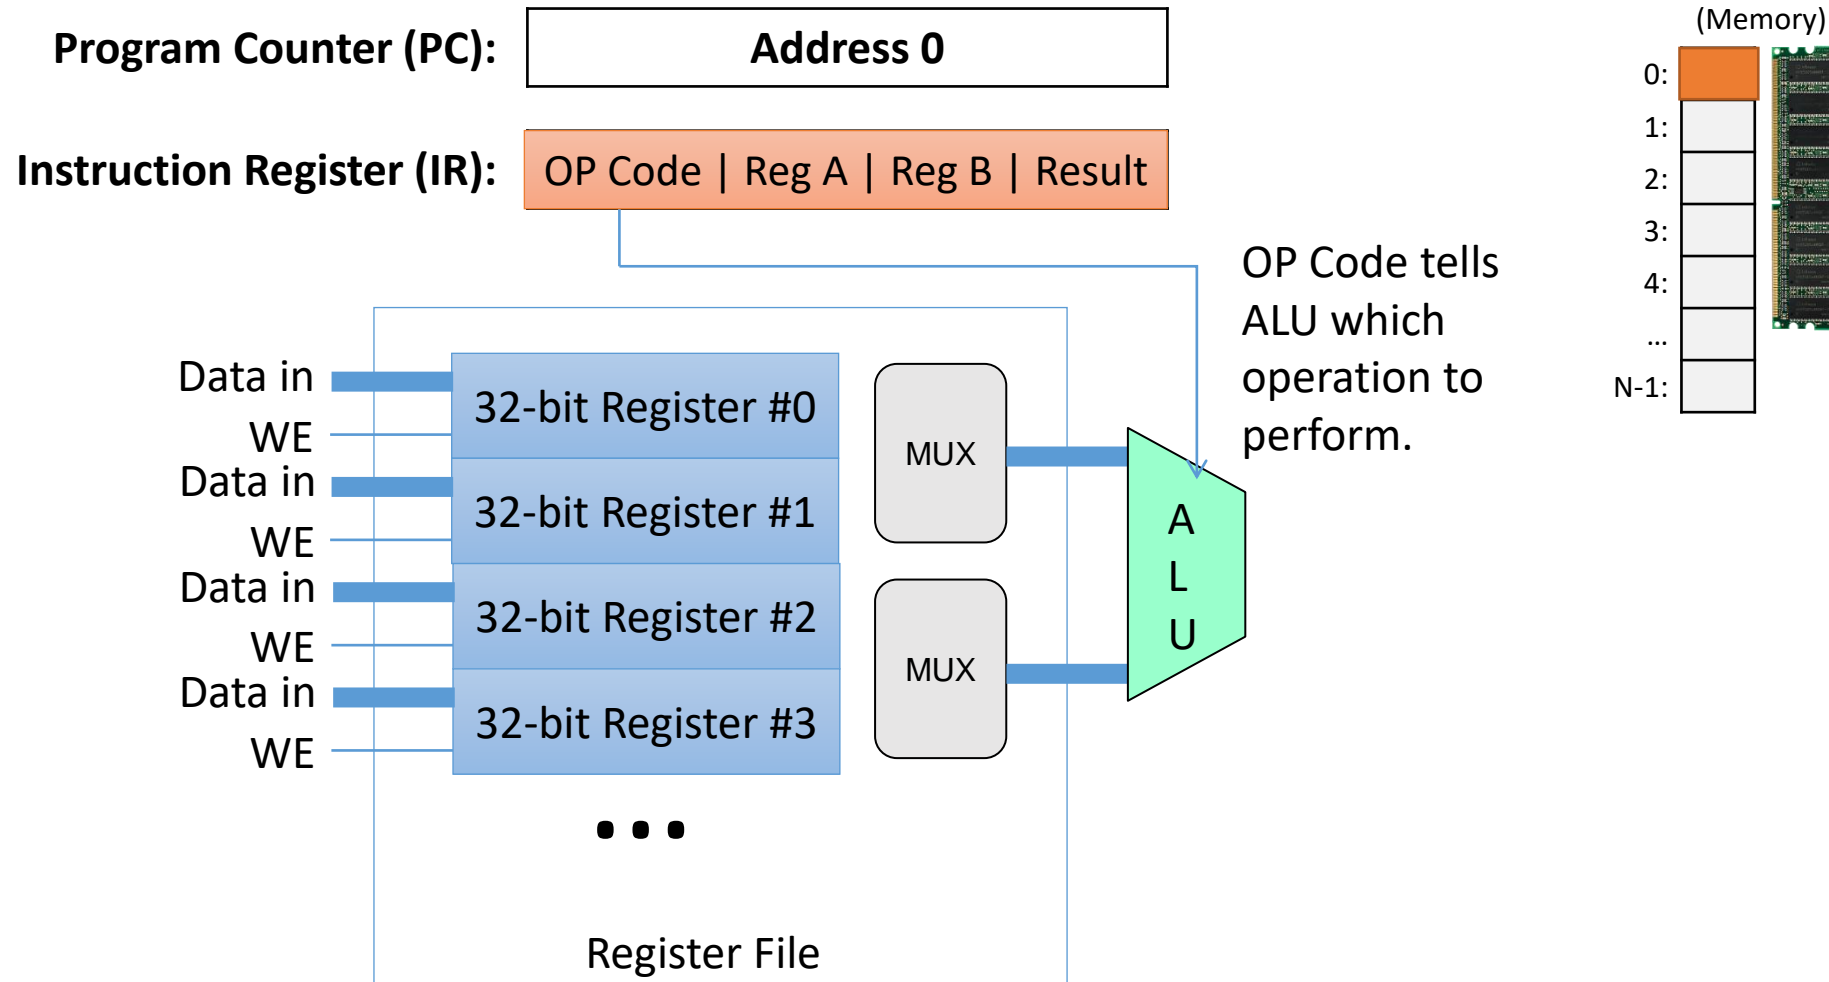 Program Counter (PC):
Address 0
Instruction Register (IR):
OP Code | Reg A | Reg B | Result
(Memory)
0:
1:
2:
3:
4:
...
N-1:
OP Code tells
ALU which
operation to
perform.
Data in
WE
Data in
WE
Data in
WE
Data in
WE
32-bit Register #0
32-bit Register #1
32-bit Register #2
32-bit Register #3
...
MUX
MUX
A
L
U
Register File